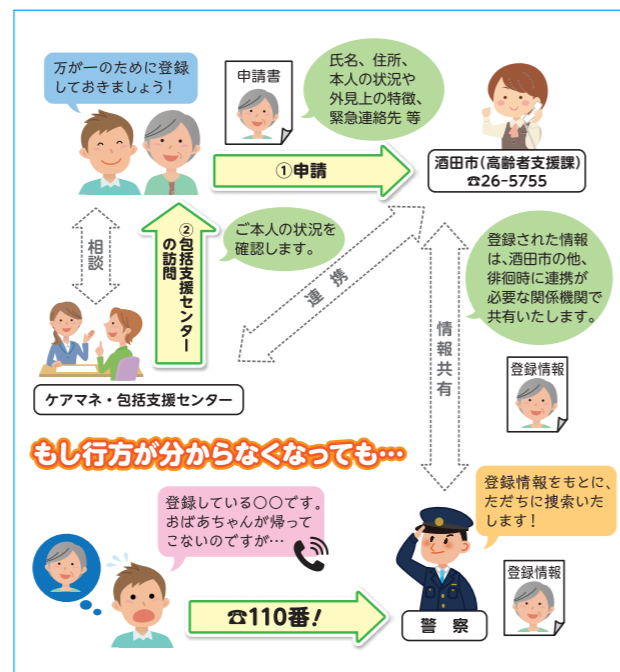 万が一のために登録
しておきましょう！
申請書
氏名、住所、
本人の状況や
外見上の特徴、
緊急連絡先 等
①申請
酒田市（高齢者支援課）
☎26-5755
相談
②包括支援センター
の訪問
ご本人の状況を
確認します。
連携
情報共有
登録された情報
は、酒田市の他、
徘徊時に連携が
必要な関係機関で
共有いたします。
登録情報
ケアマネ・包括支援センター
もし行方が分からなくなっても…
登録している〇〇です。
おばあちゃんが帰って
こないのですが…
登録情報をもとに、
ただちに捜索いた
します！
☎110番！
警察
登録情報